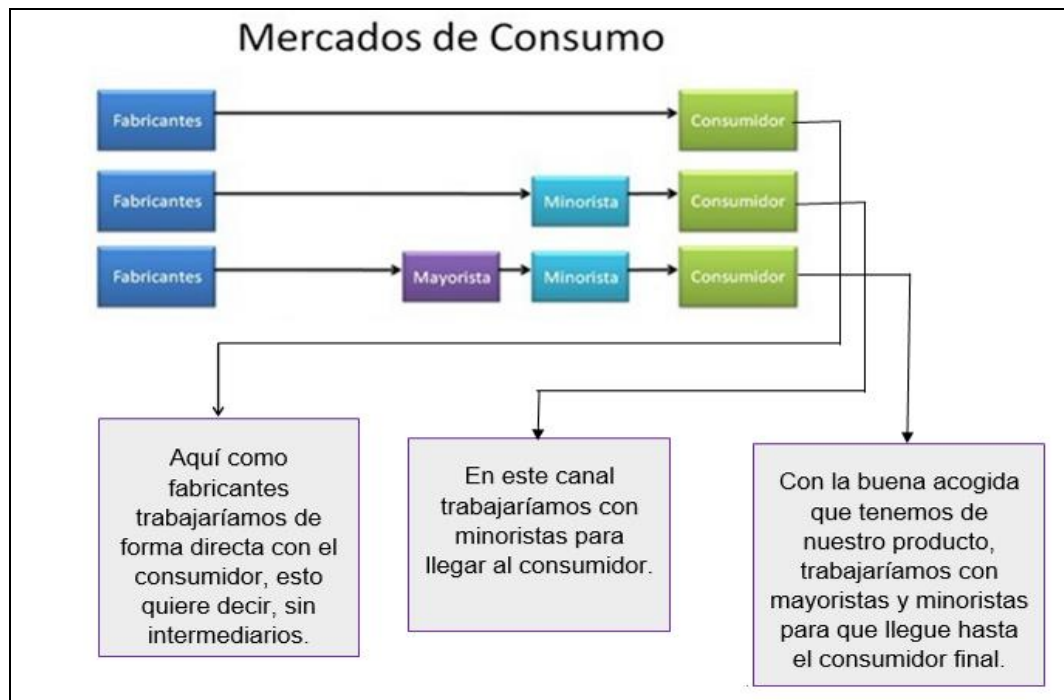 Mercados de Consumo
Fabricantes
Consumidor
Fabricantes
Minorista
Consumidor
Fabricantes
Mayorista
Minorista
Consumidor
Aquí como
fabricantes
trabajaríamos de
forma directa con el
consumidor, esto
quiere decir, sin
intermediarios.
En este canal
trabajaríamos con
minoristas para
llegar al consumidor.
Con la buena acogida
que tenemos de
nuestro producto,
trabajaríamos con
mayoristas y minoristas
para que llegue hasta
el consumidor final.